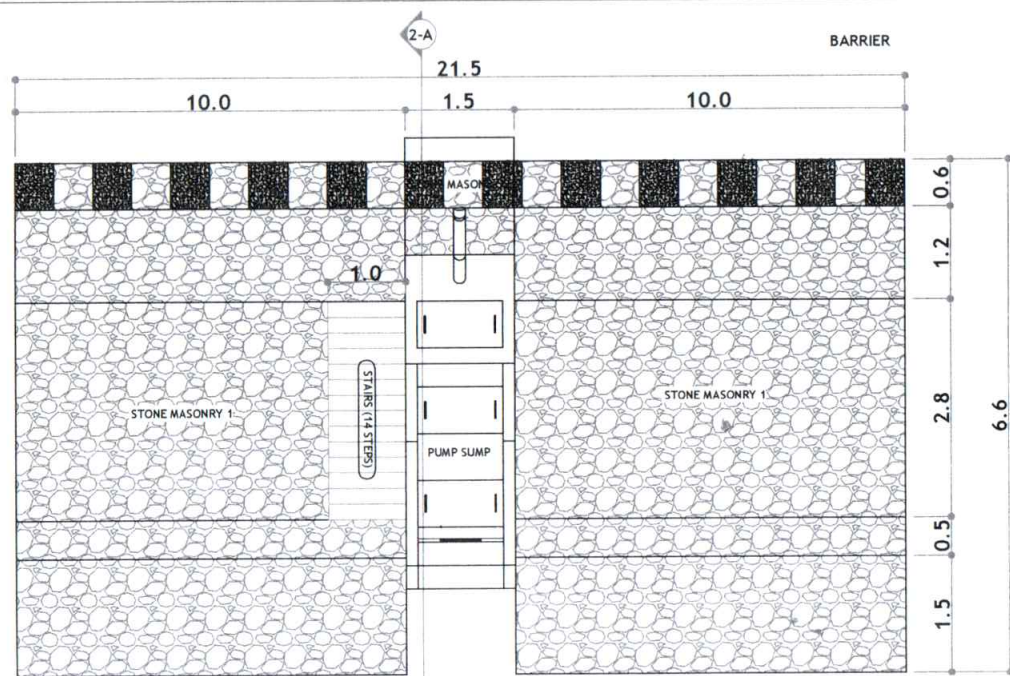 2-A
BARRIER
21.5
10.0
1.5
10.0
MASON
0.6
1.2
1.0
STONE MASONRY 1
STAIRS (14 STEPS)
PUMP SUMP
STONE MASONRY 1
2.8
6.6
0.5
1.5